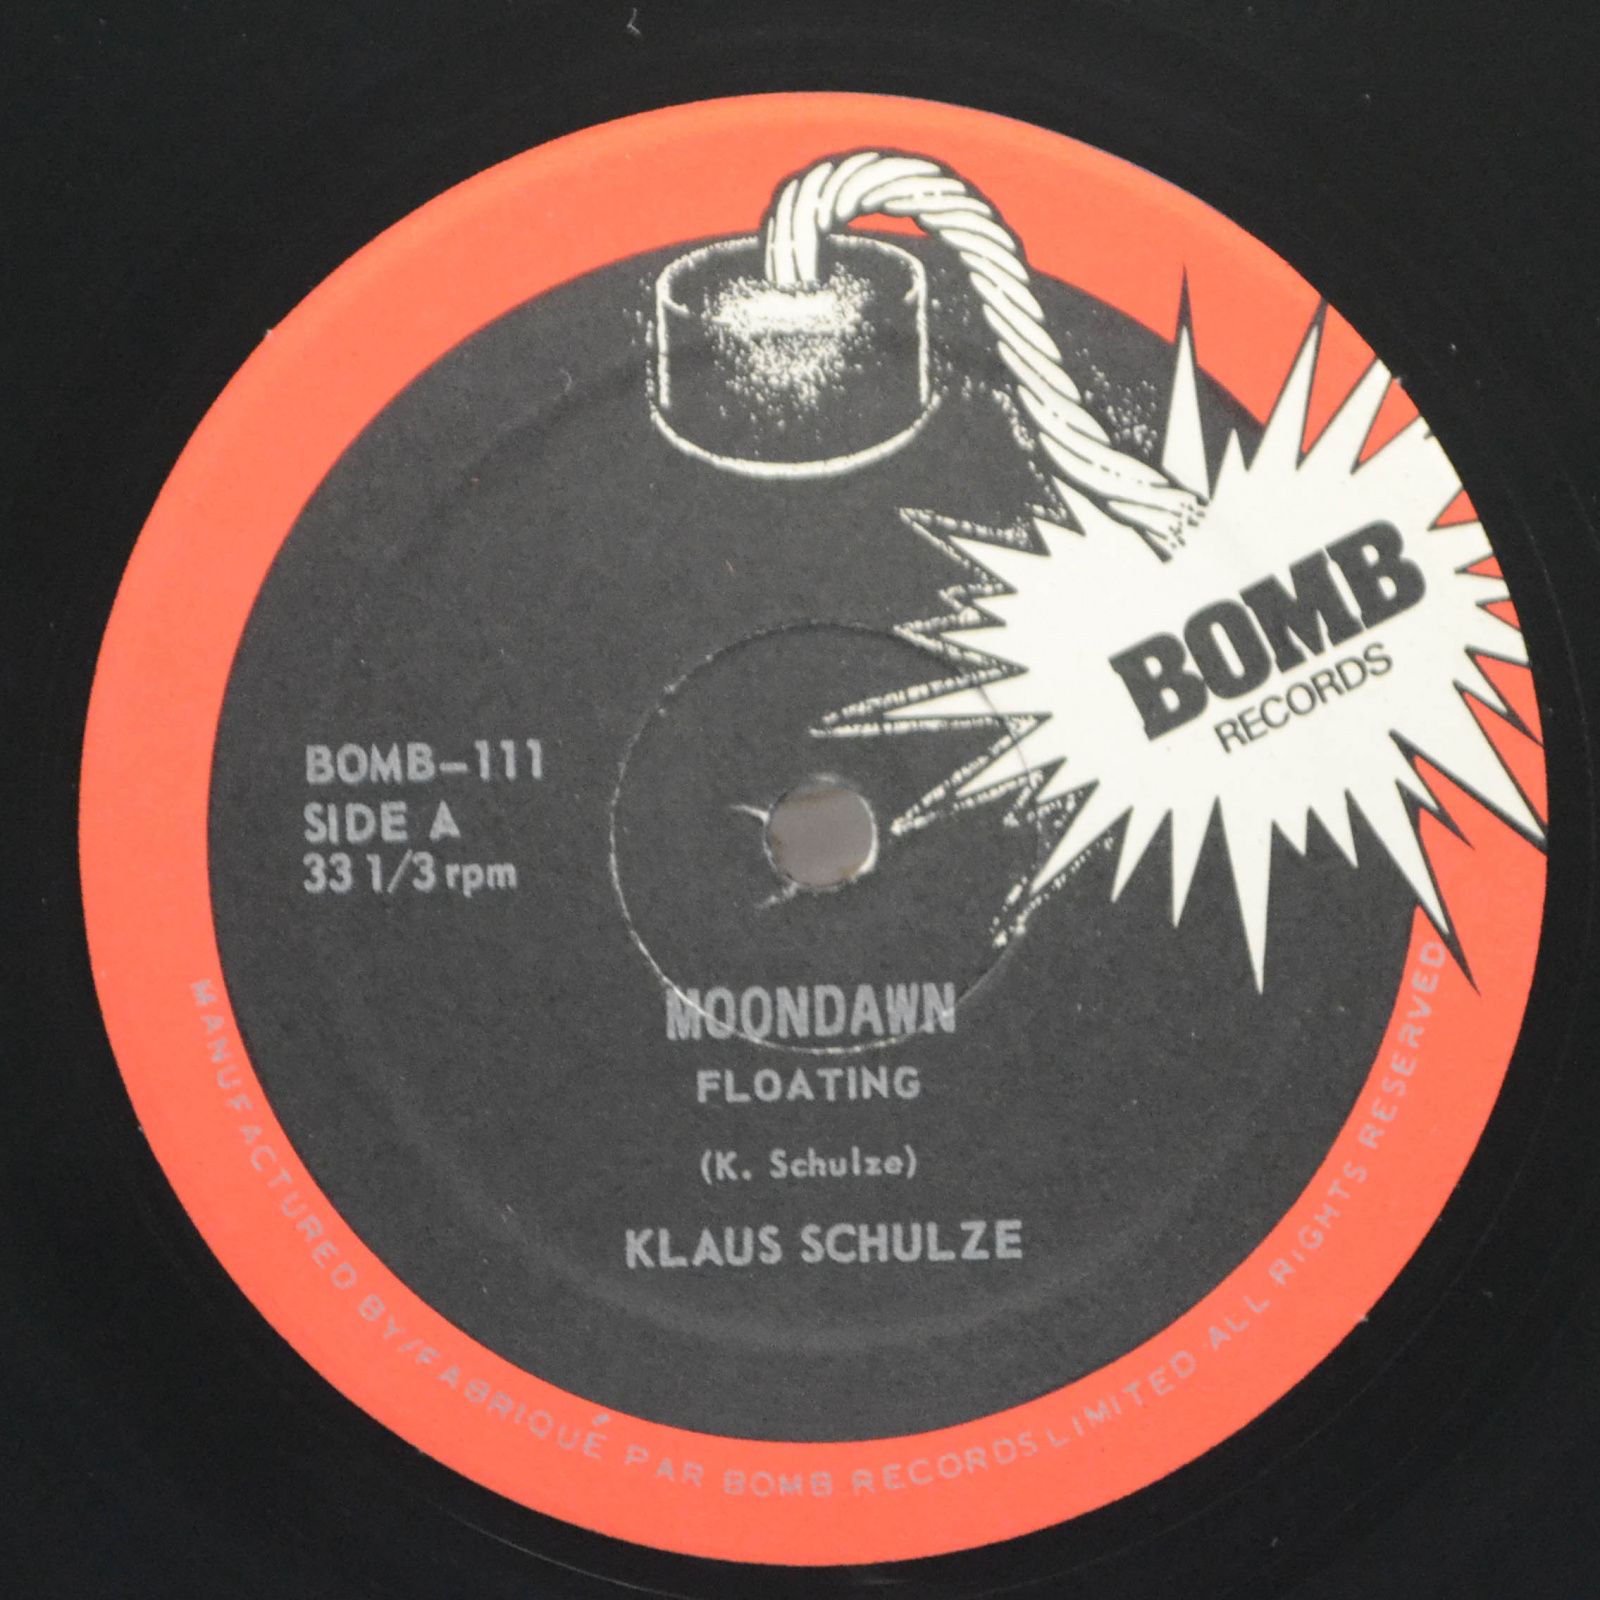 BOMB
RECORDS
BOMB–111
SIDE A
33 1/3 rpm
MOONDAWN
FLOATING
(K. Schulze)
KLAUS SCHULZE
MANUFACTURED BY/FABRIQUÉ PAR BOMB RECORDS LIMITED ALL RIGHTS RESERVED